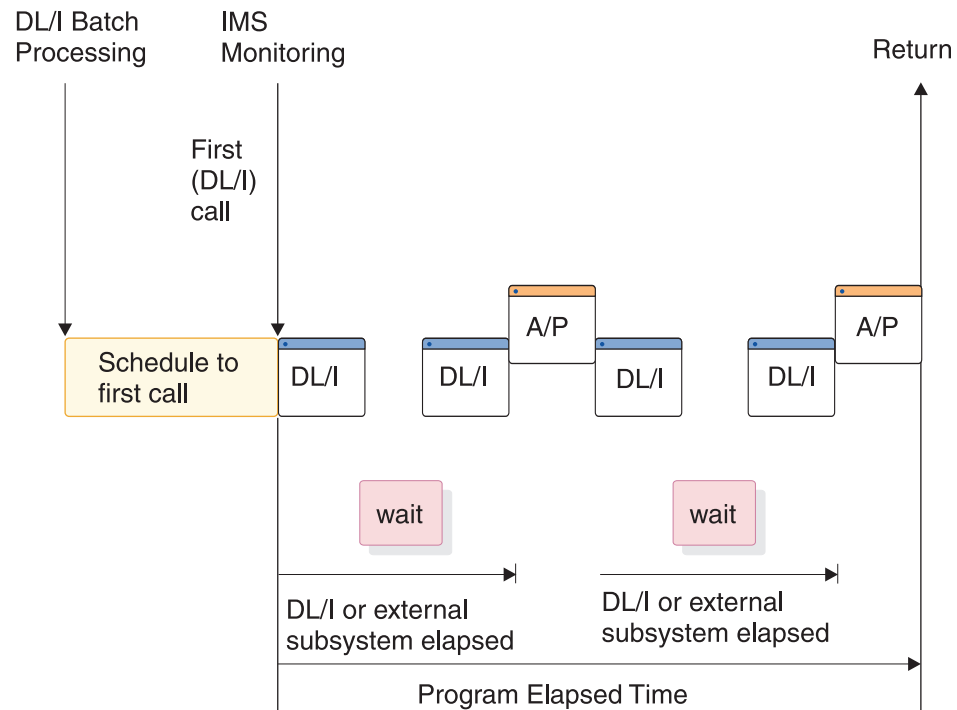 DL/I Batch
Processing
IMS
Monitoring
Return
First
(DL/I)
call
A/P
A/P
Schedule to
first call
DL/I
DL/I
DL/I
DL/I
wait
wait
DL/I or external
subsystem elapsed
DL/I or external
subsystem elapsed
Program Elapsed Time